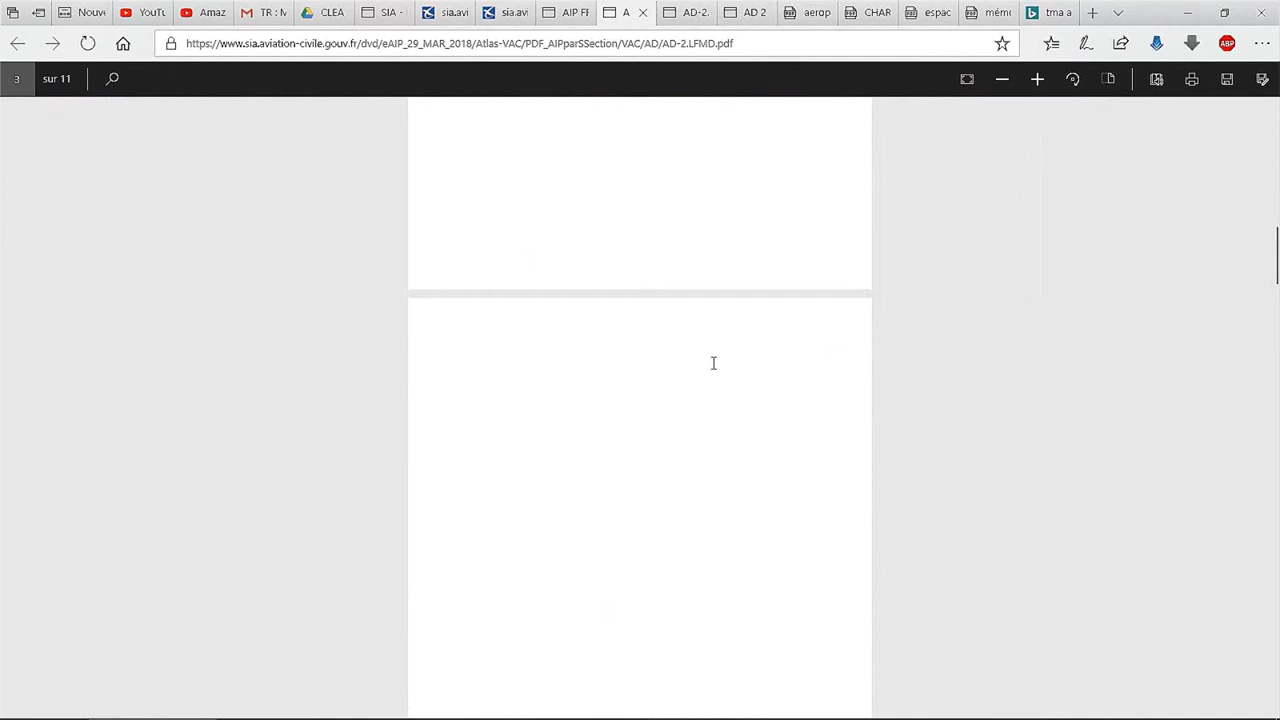 Nouve
YouTu
Amaz
TR : M
CLEA
SIA -
sia.avi
sia.avi
AIP FF
A
AD-2
AD 2
aerop
CHAR
espac
mémo
tma a
https://www.sia.aviation-civile.gouv.fr/dvd/eAIP_29_MAR_2018/Atlas-VAC/PDF_AIPparSSection/VAC/AD/AD-2.LFMD.pdf
ABP
3 sur 11